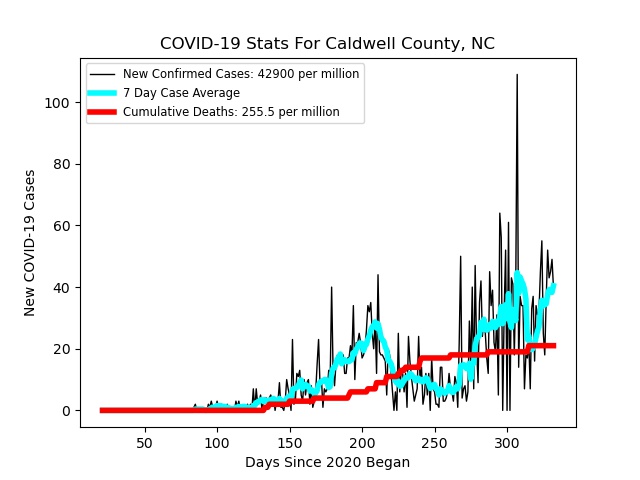 COVID-19 Stats For Caldwell County, NC
New Confirmed Cases: 42900 per million
7 Day Case Average
Cumulative Deaths: 255.5 per million
New COVID-19 Cases
100
80
60
40
20
0
50 100 150 200 250 300
Days Since 2020 Began